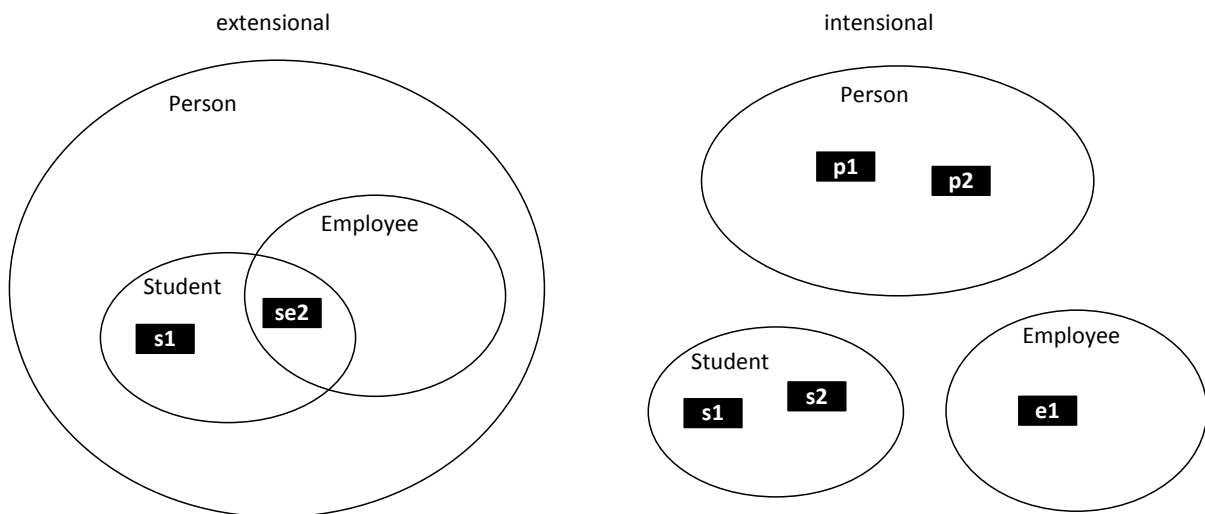 extensional
Person
Employee
Student
se2
s1
intensional
Person
p1
p2
Employee
Student
s2
s1
e1